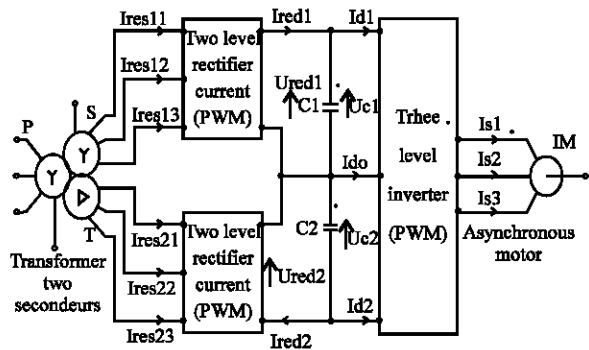 Ires11
Ired1
Id1
Two level
rectifier
current
(PWM)
Ires12
S
Ires13
Ured1
C1
Uc1
P
Y
Y
Trhee
level
inverter
(PWM)
Is1
IM
Ido
Is2
Is3
T
Ires21
Two level
rectifier
current
(PWM)
C2
Uc2
Asynchronous
motor
Transformer
two
secondeurs
Ires22
Ured2
Id2
Ires23
Ired2